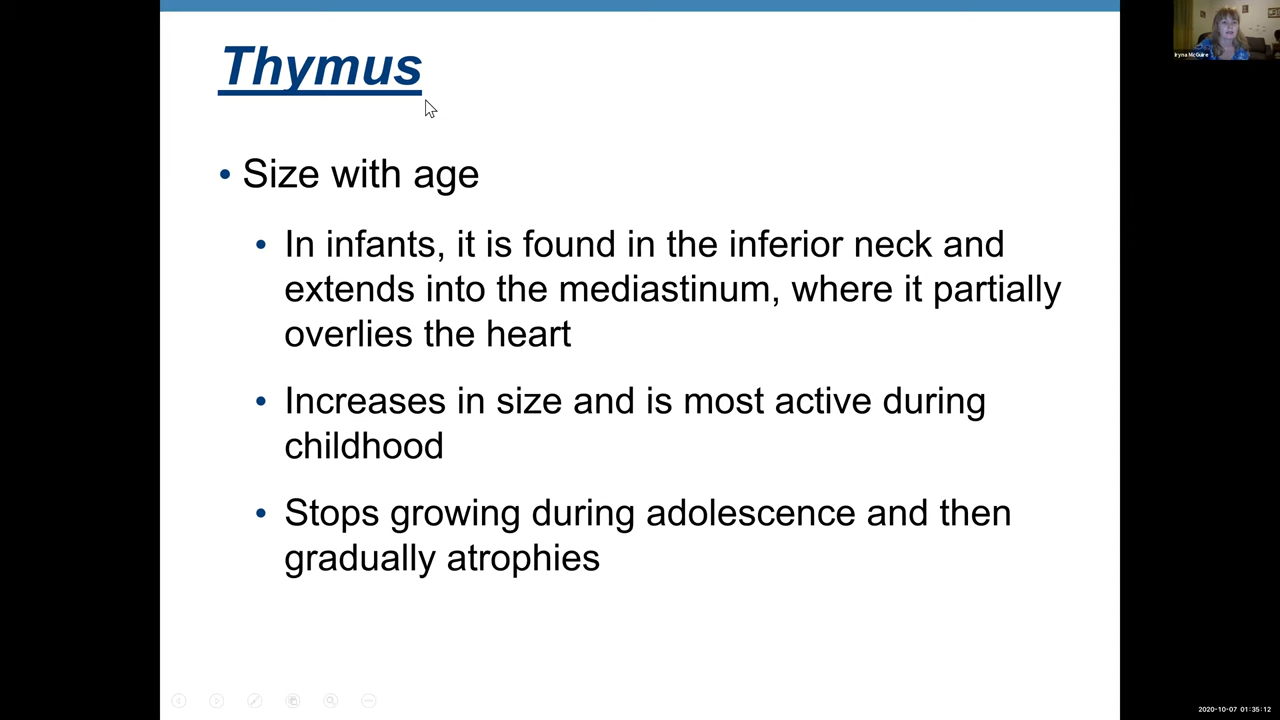 Thymus
• Size with age
• In infants, it is found in the inferior neck and
extends into the mediastinum, where it partially
overlies the heart
• Increases in size and is most active during
childhood
• Stops growing during adolescence and then
gradually atrophies
Iryna McGuire
2020-10-07 01:35:12